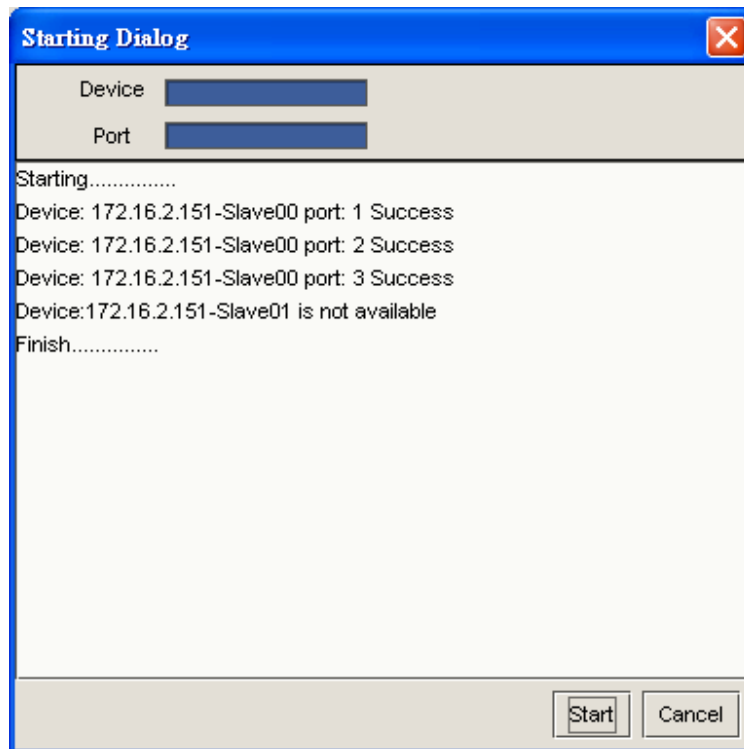 Starting Dialog
Device
Port
Starting...............
Device: 172.16.2.151-Slave00 port: 1 Success
Device: 172.16.2.151-Slave00 port: 2 Success
Device: 172.16.2.151-Slave00 port: 3 Success
Device:172.16.2.151-Slave01 is not available
Finish...............
Start Cancel